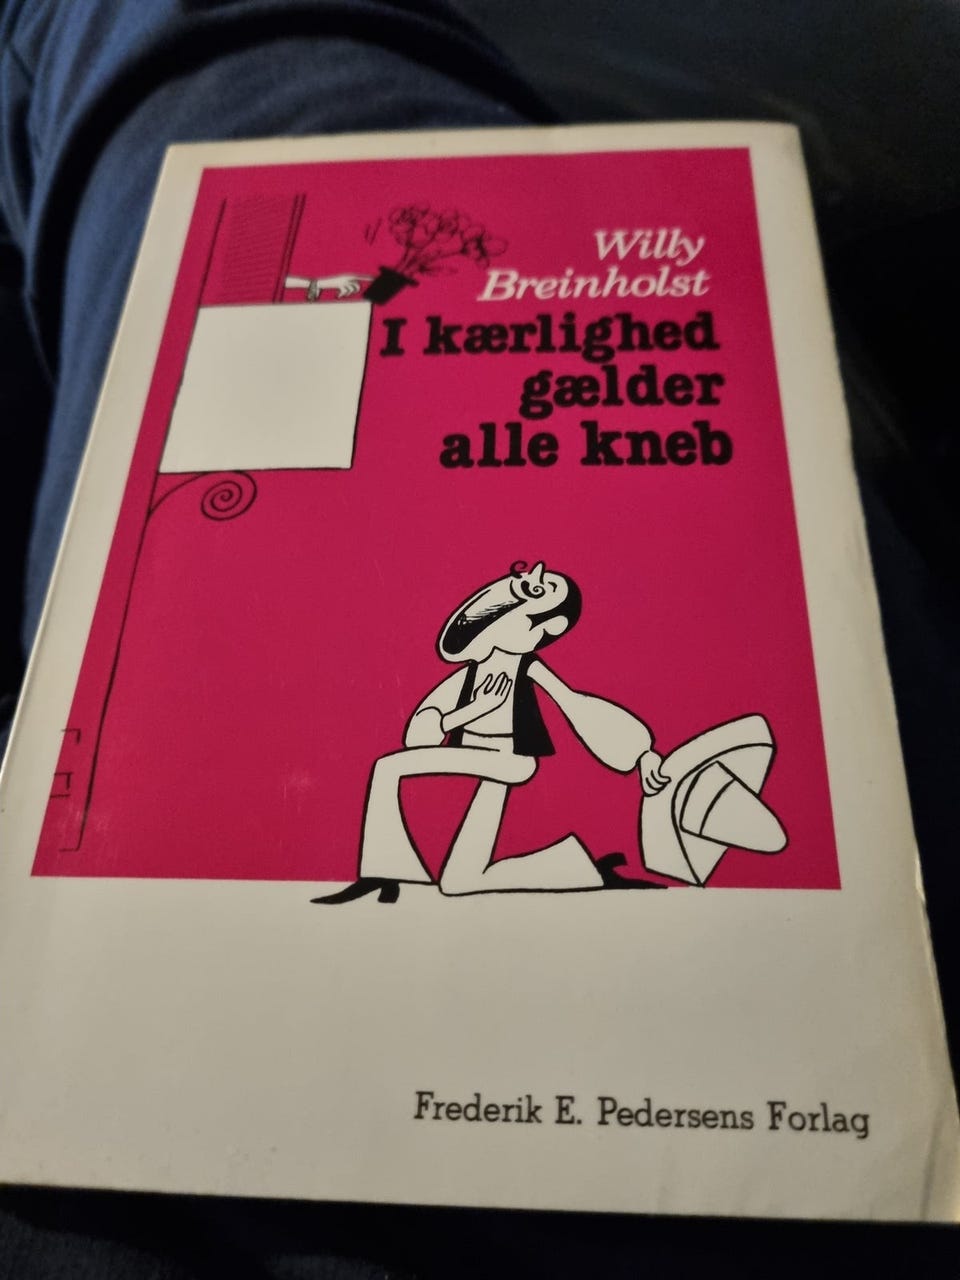 Willy
Breinholst
I kærlighed
gælder
alle kneb
Frederik E. Pedersens Forlag